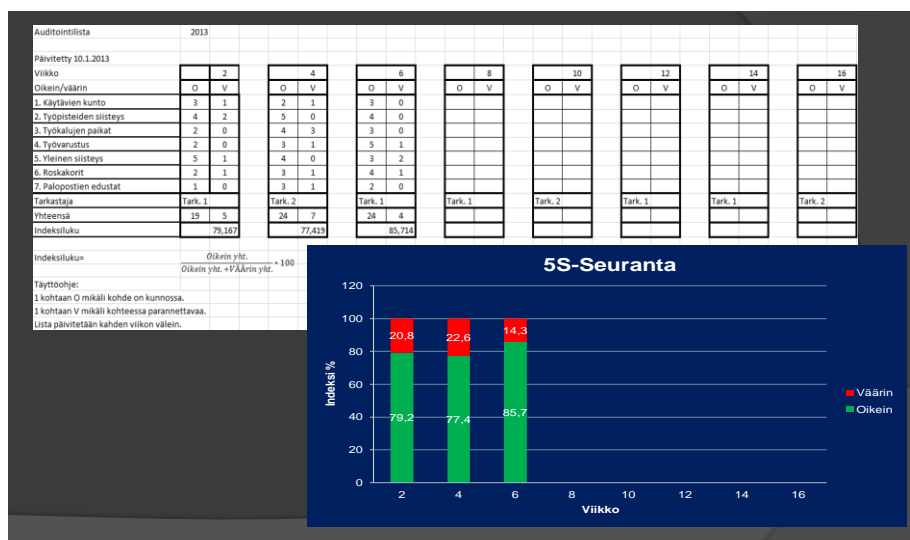 Auditointilista 2013
Päivitetty 10.1.2013
Viikko 2 4 6 8 10 12 14 16
Oikein/väärin O V O V O V O V O V O V O V O V
1. Käytävien kunto 3 1 2 1 3 0
2. Työpisteiden siisteys 4 2 5 0 4 0
3. Työkalujen paikat 2 0 4 3 3 0
4. Työvarustus 2 0 3 1 5 1
5. Yleinen siisteys 5 1 4 0 3 2
6. Roskakorit 2 1 3 1 4 1
7. Palopostien edustat 1 0 3 1 2 0
Tarkastaja Tark. 1 Tark. 2 Tark. 1 Tark. 1 Tark. 2 Tark. 1 Tark. 1 Tark. 2
Yhteensä 19 5 24 7 24 4
Indeksiluku 79,167 77,419 85,714
Indeksiluku= Oikein yht.
Oikein yht.+VÄÄrin yht. * 100
Täyttöohje:
1 kohtaan O mikäli kohde on kunnossa.
1 kohtaan V mikäli kohteessa parannettavaa.
Lista päivitetään kahden viikon välein.
5S-Seuranta
Indeksi %
120
100
80
60
40
20
0
20,8 22,6 14,3
79,2 77,4 85,7
Väärin
Oikein
2 4 6 8 10 12 14 16
Viikko